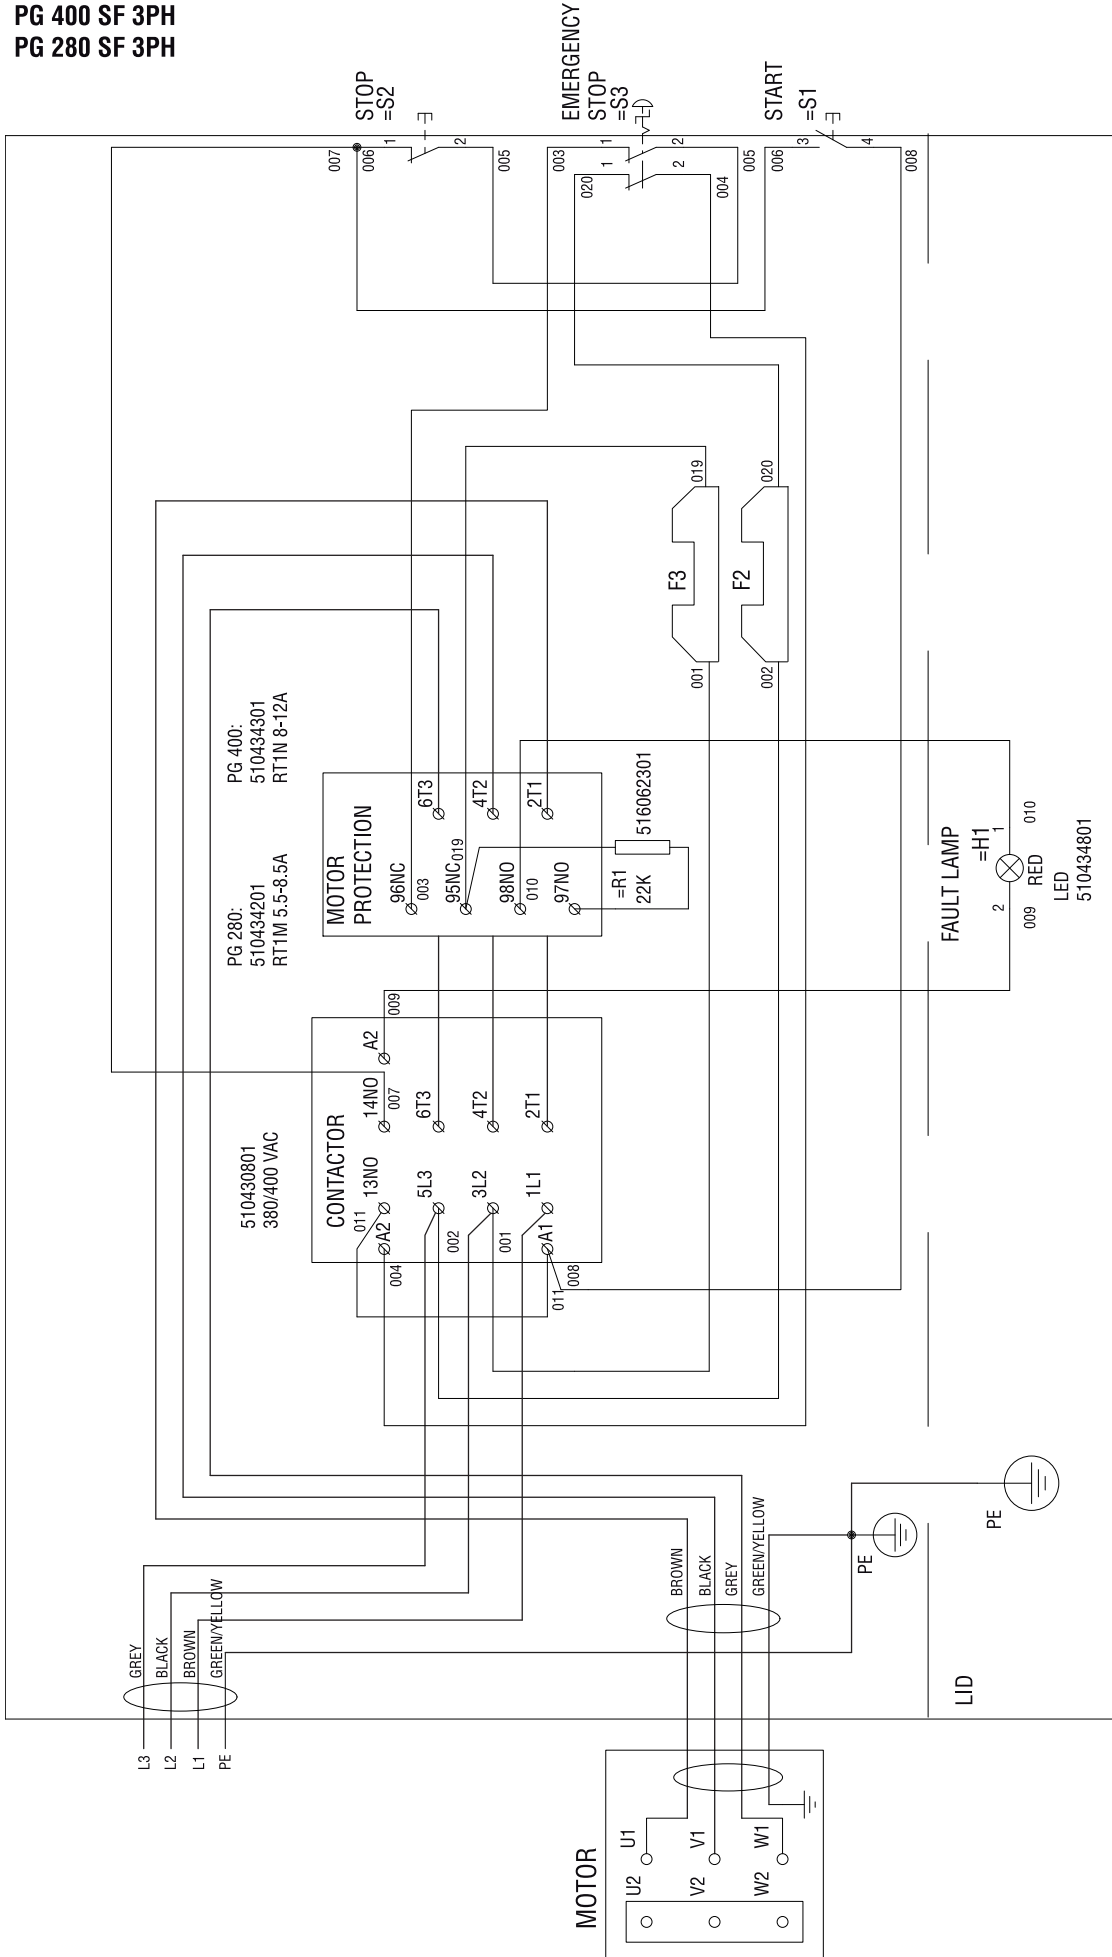 PG 400 SF 3PH
PG 280 SF 3PH
STOP
=S2
EMERGENCY
STOP
=S3
START
=S1
007
006
1
2
005
003
1
2
005
020
1
2
004
006
3
4
008
019
020
F3
F2
001
002
PG 400:
510434301
RT1N 8-12A
PG 280:
510434201
RT1M 5.5-8.5A
MOTOR
PROTECTION
96NC
003
95NC
019
98NO
010
97NO
6T3
4T2
2T1
=R1
22K
516062301
FAULT LAMP
=H1
1
2
010
009
RED
LED
510434801
510430801
380/400 VAC
CONTACTOR
A2
009
14NO
007
13NO
011
A2
004
6T3
4T2
2T1
5L3
002
3L2
001
1L1
A1
008
011
GREY
BLACK
BROWN
GREEN/YELLOW
L3
L2
L1
PE
BROWN
BLACK
GREY
GREEN/YELLOW
PE
PE
LID
MOTOR
U1
V1
W1
U2
V2
W2